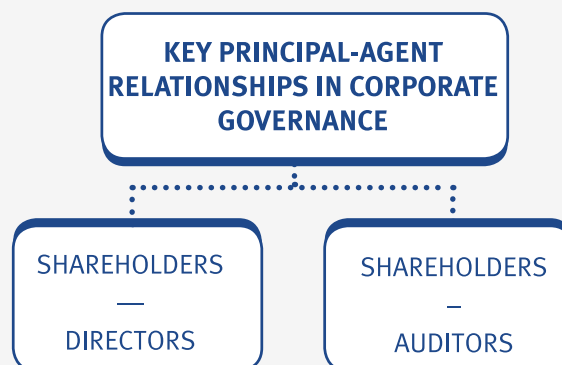 KEY PRINCIPAL-AGENT
RELATIONSHIPS IN CORPORATE
GOVERNANCE
SHAREHOLDERS
—
DIRECTORS
SHAREHOLDERS
–
AUDITORS